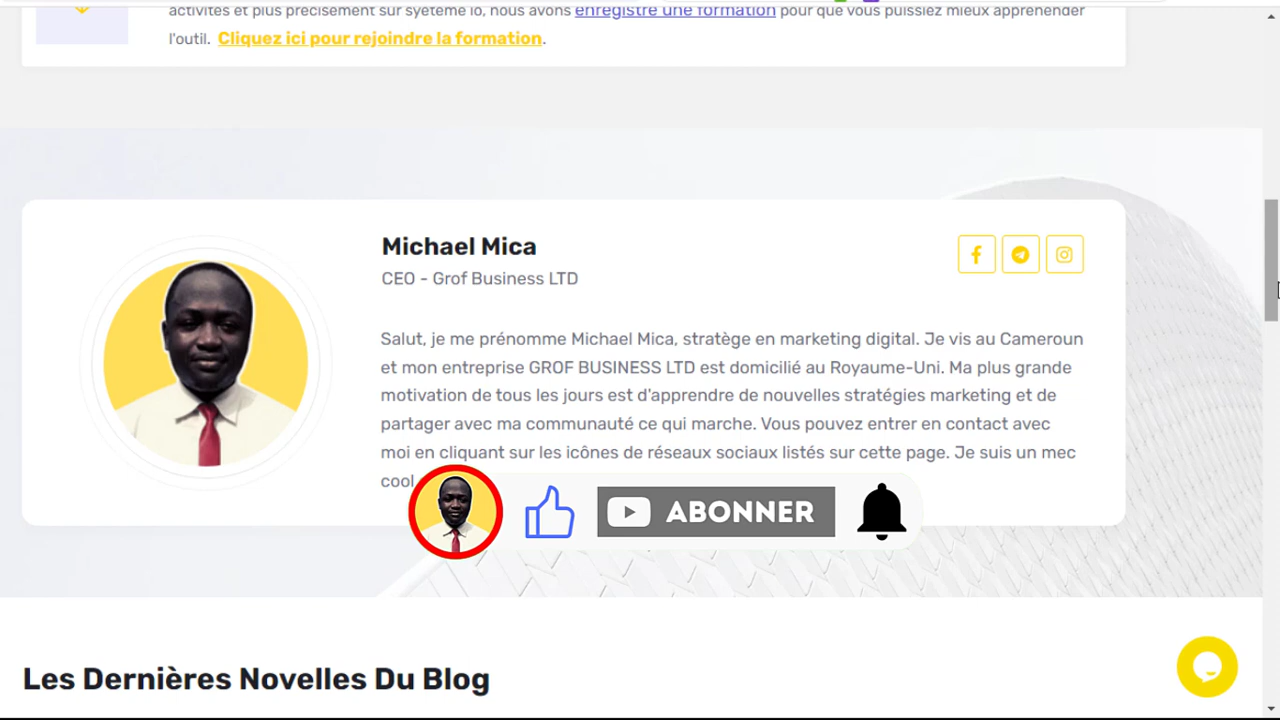 activités et plus précisément sur système io, nous avons enregistré une formation pour que vous puissiez mieux appréhender
l'outil. Cliquez ici pour rejoindre la formation.
Michael Mica
CEO - Grof Business LTD
Salut, je me prénomme Michael Mica, stratège en marketing digital. Je vis au Cameroun
et mon entreprise GROF BUSINESS LTD est domicilié au Royaume-Uni. Ma plus grande
motivation de tous les jours est d'apprendre de nouvelles stratégies marketing et de
partager avec ma communauté ce qui marche. Vous pouvez entrer en contact avec
moi en cliquant sur les icônes de réseaux sociaux listés sur cette page. Je suis un mec
cool
ABONNER
Les Dernières Novelles Du Blog